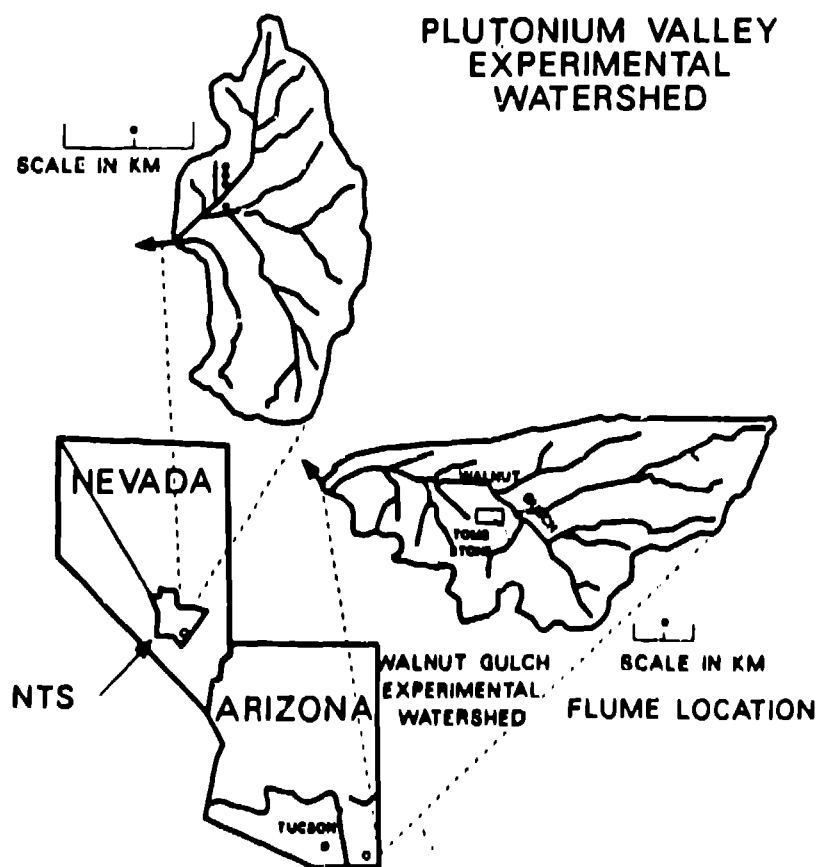 PLUTONIUM VALLEY
EXPERIMENTAL
WATERSHED
SCALE IN KM
NEVADA
WALNUT
TOMB
STONE
NTS
ARIZONA
WALNUT GULCH
EXPERIMENTAL
WATERSHED
SCALE IN KM
FLUME LOCATION
TUCSON